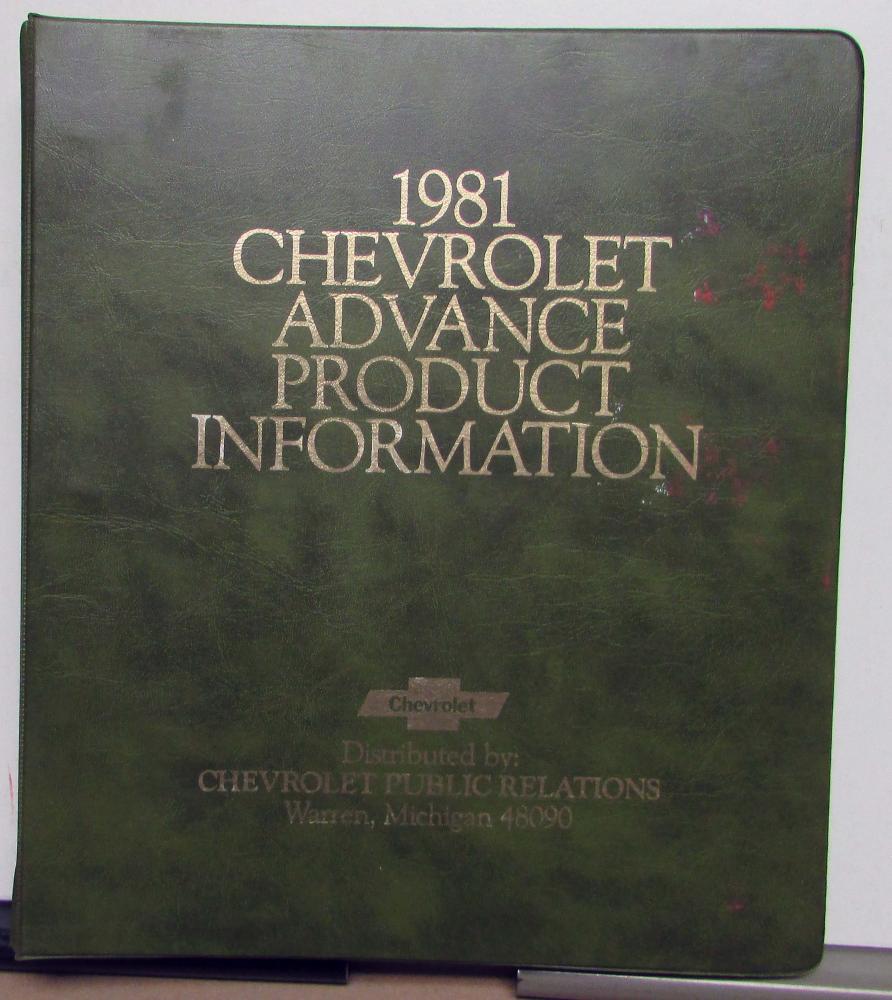 1981
CHEVROLET
ADVANCE
PRODUCT
INFORMATION
Chevrolet
Distributed by:
CHEVROLET PUBLIC RELATIONS
Warren, Michigan 48090